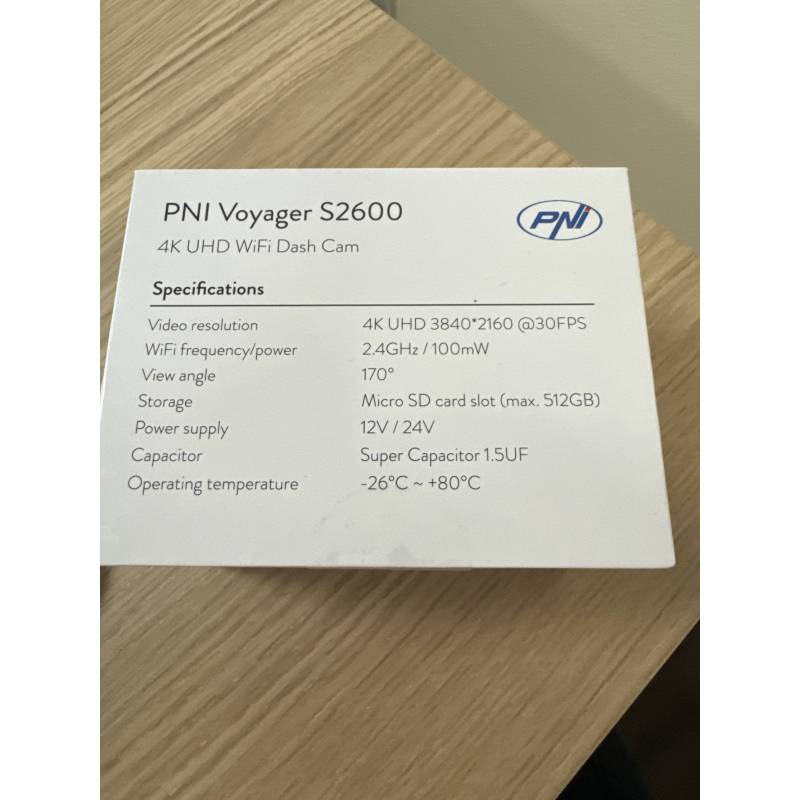 PNI Voyager S2600
PNI
4K UHD WiFi Dash Cam
Specifications
Video resolution 4K UHD 3840*2160 @30FPS
WiFi frequency/power 2.4GHz / 100mW
View angle 170°
Storage Micro SD card slot (max. 512GB)
Power supply 12V / 24V
Capacitor Super Capacitor 1.5UF
Operating temperature -26°C ~ +80°C